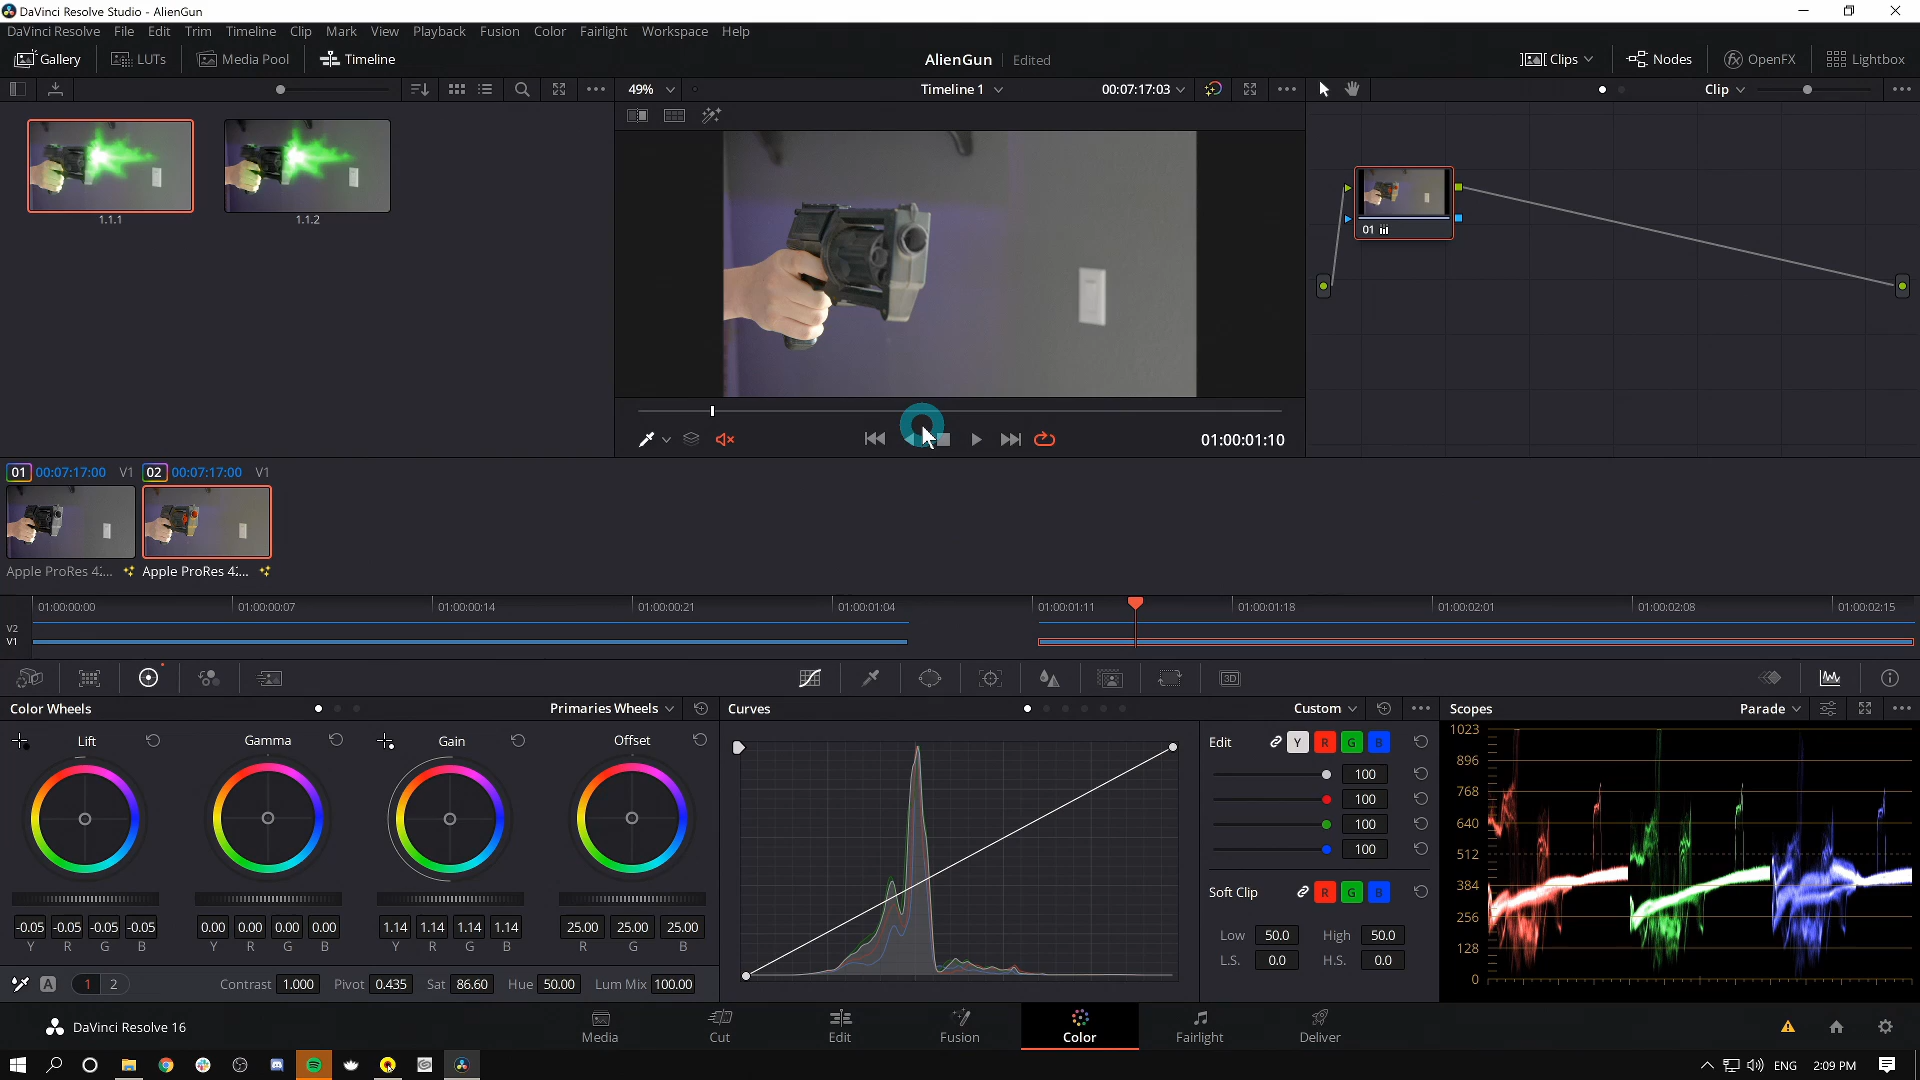 DaVinci Resolve Studio - AlienGun
DaVinci Resolve File Edit Trim Timeline Clip Mark View Playback Fusion Color Fairlight Workspace Help
Gallery LUTs Media Pool Timeline AlienGun Edited Clips Nodes OpenFX Lightbox
49% Timeline 1 00:07:17:03 Clip
1.1.1 1.1.2
01
01:00:01:10
01 00:07:17:00 V1 02 00:07:17:00 V1
Apple ProRes 42... Apple ProRes 42...
01:00:00:00 01:00:00:07 01:00:00:14 01:00:00:21 01:00:01:04 01:00:01:11 01:00:01:18 01:00:02:01 01:00:02:08 01:00:02:15
V2
V1
3D
Color Wheels Primaries Wheels Curves Custom Scopes Parade
Lift Gamma Gain Offset Edit Y R G B
100
100
100
100
Soft Clip R G B
-0.05 -0.05 -0.05 -0.05 0.00 0.00 0.00 0.00 1.14 1.14 1.14 1.14 25.00 25.00 25.00 Low 50.0 High 50.0
Y R G B Y R G B Y R G B R G B L.S. 0.0 H.S. 0.0
A 1 2 Contrast 1.000 Pivot 0.435 Sat 86.60 Hue 50.00 Lum Mix 100.00
1023
896
768
640
512
384
256
128
0
DaVinci Resolve 16 Media Cut Edit Fusion Color Fairlight Deliver
ENG 2:09 PM